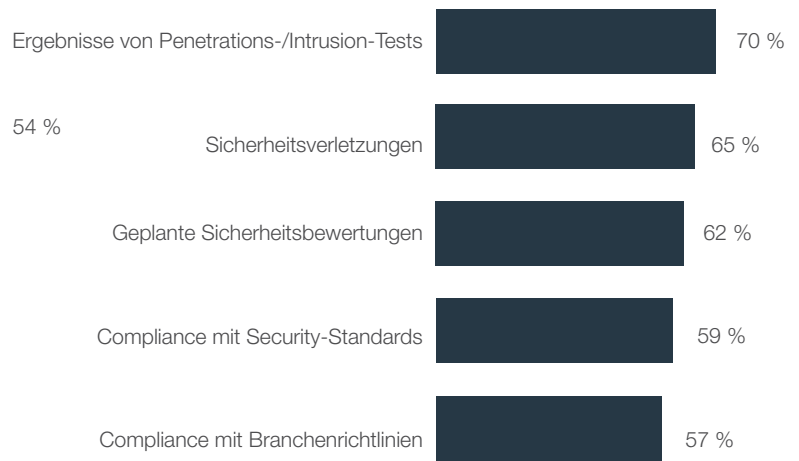 Ergebnisse von Penetrations-/Intrusion-Tests 70 %
54 %
Sicherheitsverletzungen 65 %
Geplante Sicherheitsbewertungen 62 %
Compliance mit Security-Standards 59 %
Compliance mit Branchenrichtlinien 57 %